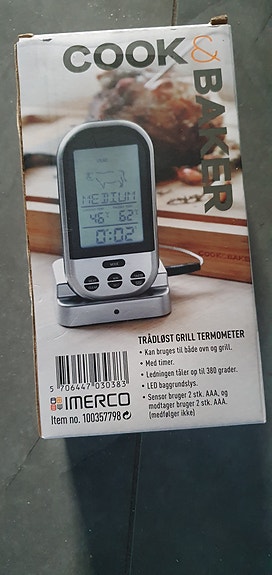 COOK & BAKER
MEDIUM
46°C 62°C
0:02
COOK & BAKER
TRÅDLØST GRILL TERMOMETER
• Kan bruges til både ovn og grill.
• Med timer.
• Ledningen tåler op til 380 grader.
• LED baggrundslys.
• Sensor bruger 2 stk. AAA, og
modtager bruger 2 stk. AAA.
(medfølger ikke)
5 706447 030383
IMERCO
Item no. 100357798